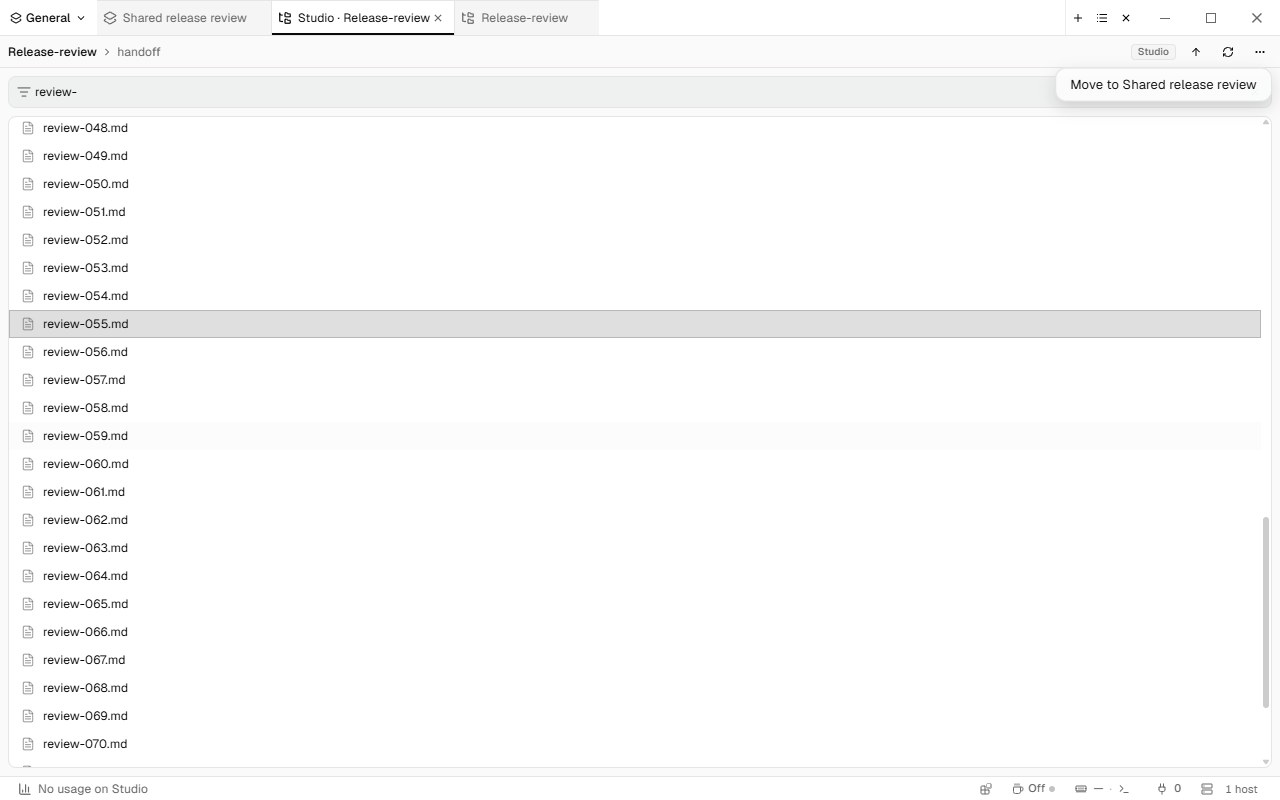 General
Shared release review
Studio · Release-review
Release-review
Release-review > handoff
Studio
review-
Move to Shared release review
review-048.md
review-049.md
review-050.md
review-051.md
review-052.md
review-053.md
review-054.md
review-055.md
review-056.md
review-057.md
review-058.md
review-059.md
review-060.md
review-061.md
review-062.md
review-063.md
review-064.md
review-065.md
review-066.md
review-067.md
review-068.md
review-069.md
review-070.md
No usage on Studio
Off
— ·
0
1 host